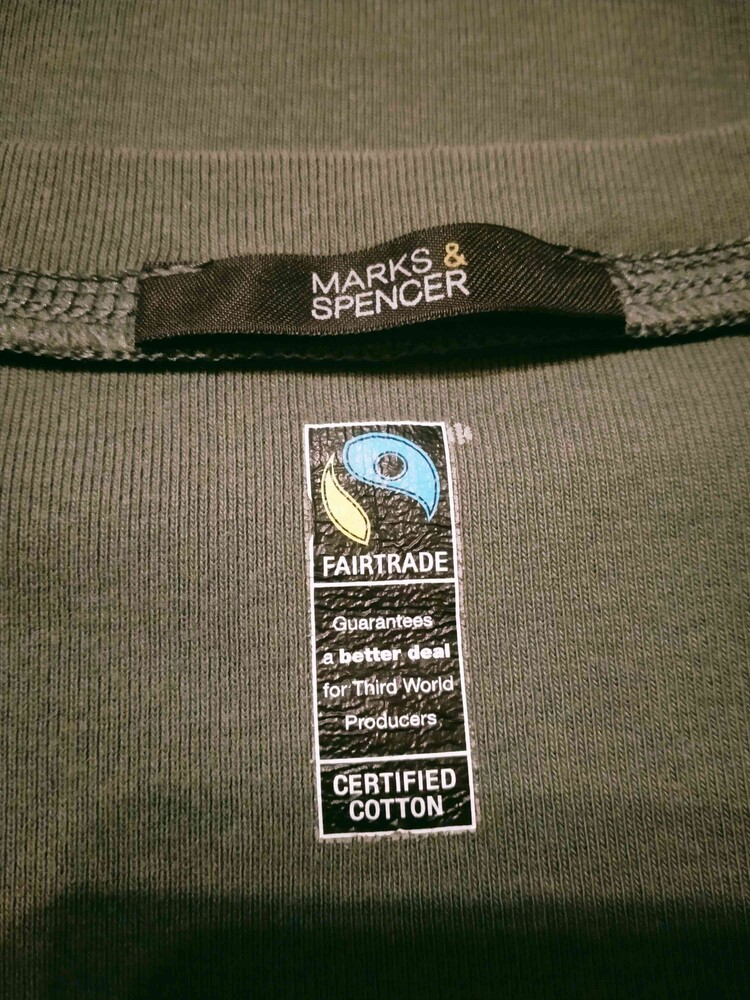 MARKS &
SPENCER
FAIRTRADE
Guarantees
a better deal
for Third World
Producers
CERTIFIED
COTTON